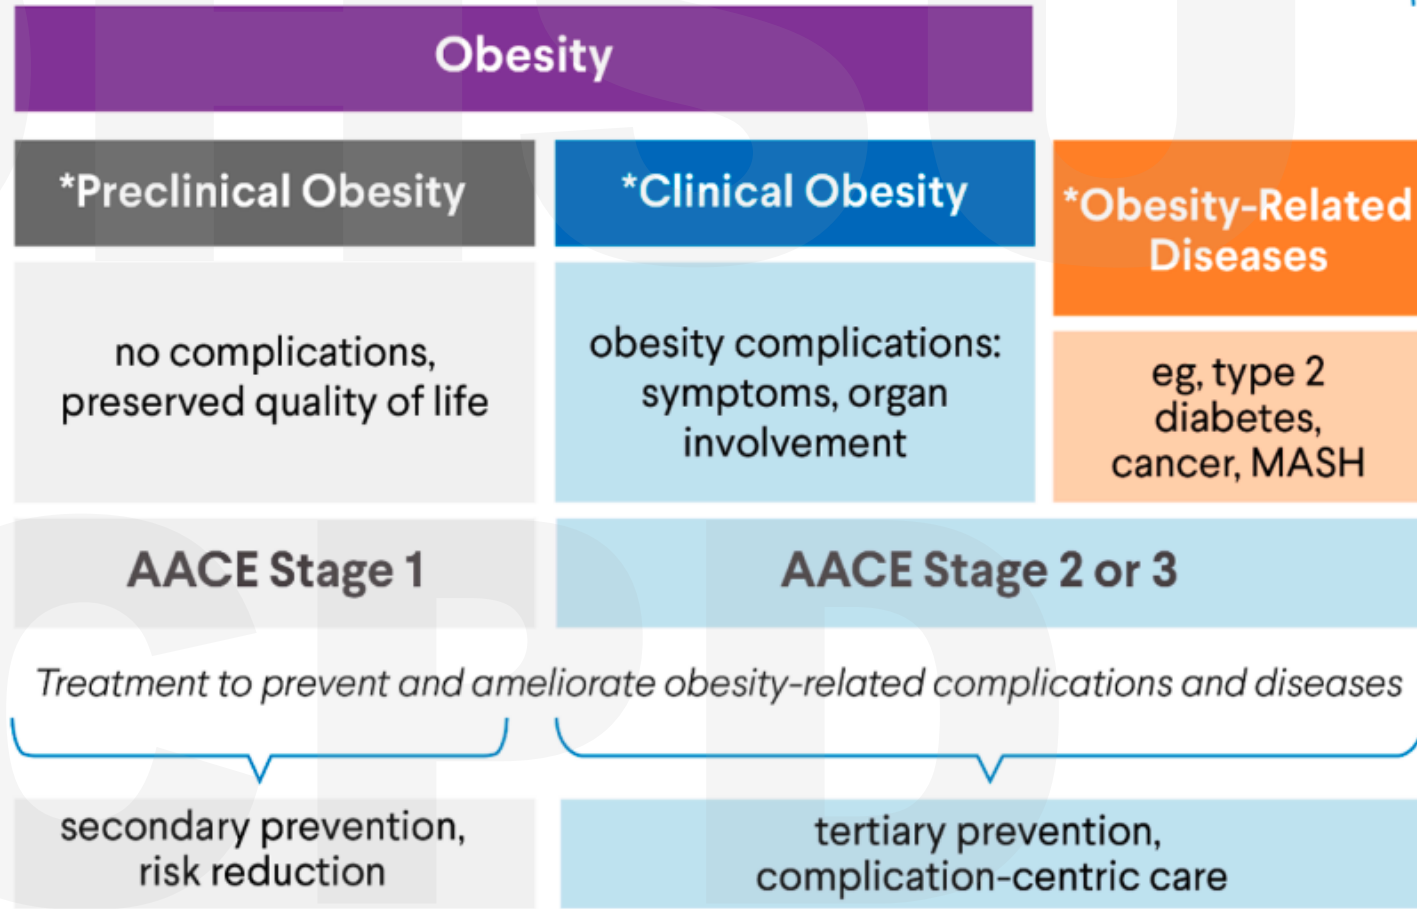 Obesity
*Preclinical Obesity
*Clinical Obesity
*Obesity-Related
Diseases
no complications,
preserved quality of life
obesity complications:
symptoms, organ
involvement
eg, type 2
diabetes,
cancer, MASH
AACE Stage 1
AACE Stage 2 or 3
Treatment to prevent and ameliorate obesity-related complications and diseases
secondary prevention,
risk reduction
tertiary prevention,
complication-centric care